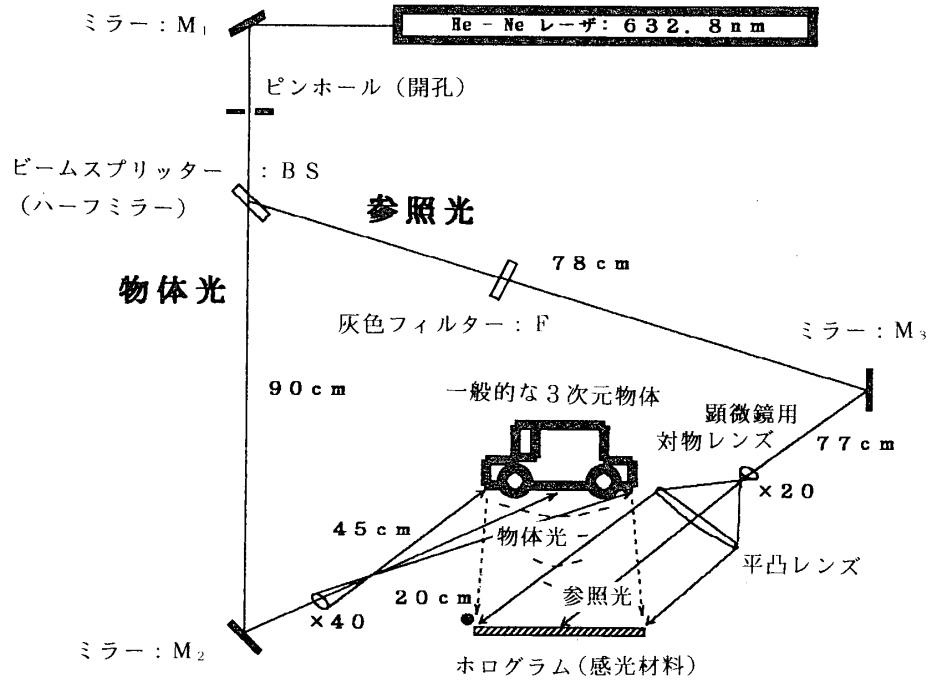 ミラー：M₁
He－Ne レーザ：632．8nm
ピンホール（開孔）
ビームスプリッター ：BS
（ハーフミラー）
参照光
78cm
物体光
灰色フィルター：F
ミラー：M₃
90cm
一般的な3次元物体
顕微鏡用
対物レンズ
77cm
×20
45cm
物体光
平凸レンズ
20cm
参照光
×40
ミラー：M₂
ホログラム（感光材料）